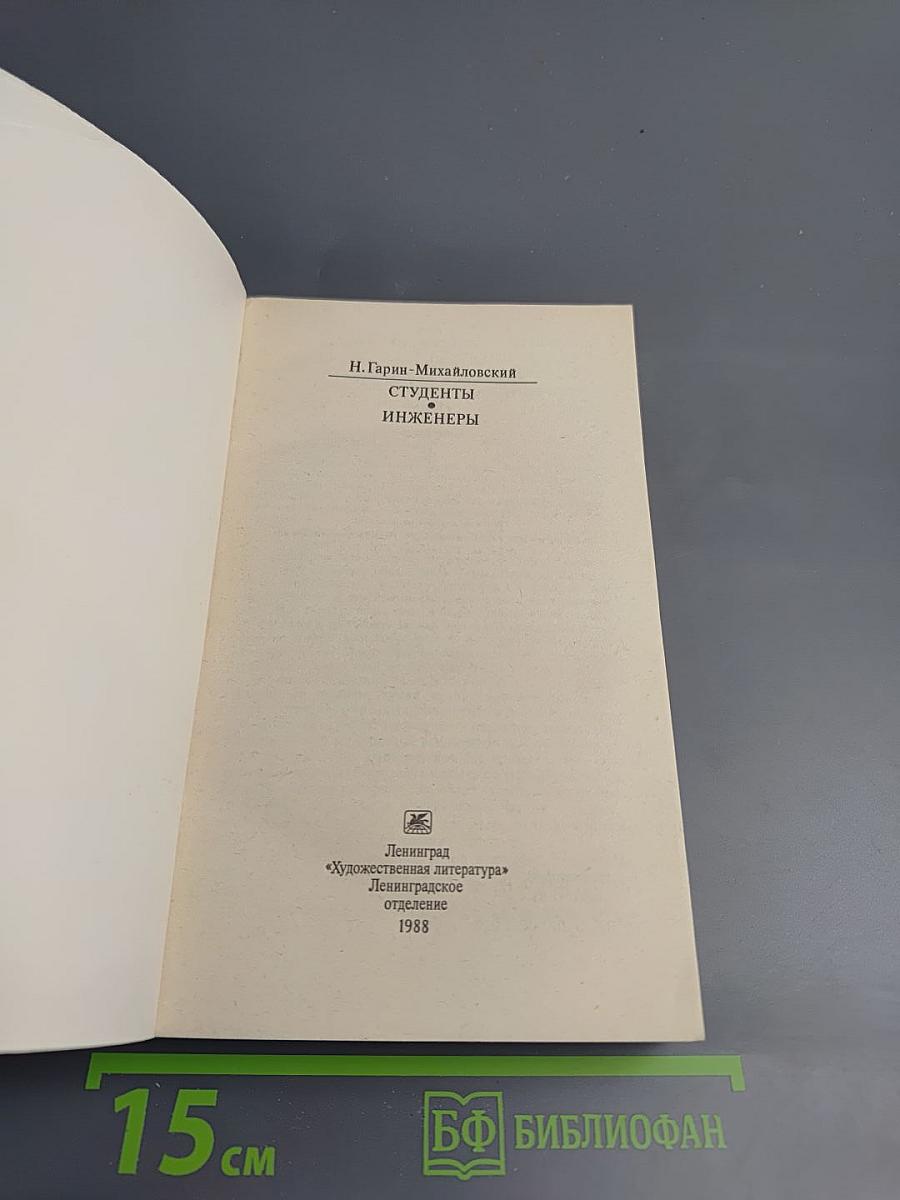 Н. Гарин-Михайловский
СТУДЕНТЫ
•
ИНЖЕНЕРЫ
Ленинград
«Художественная литература»
Ленинградское
отделение
1988
15 см
БФ БИБЛИОФАН